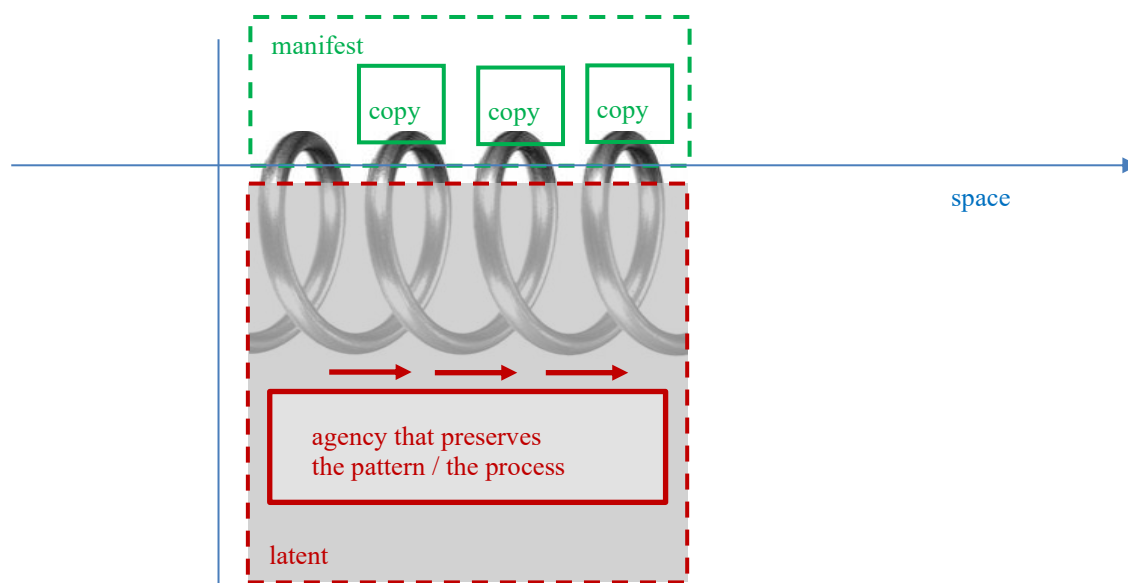 manifest
copy
copy
copy
space
agency that preserves
the pattern / the process
latent